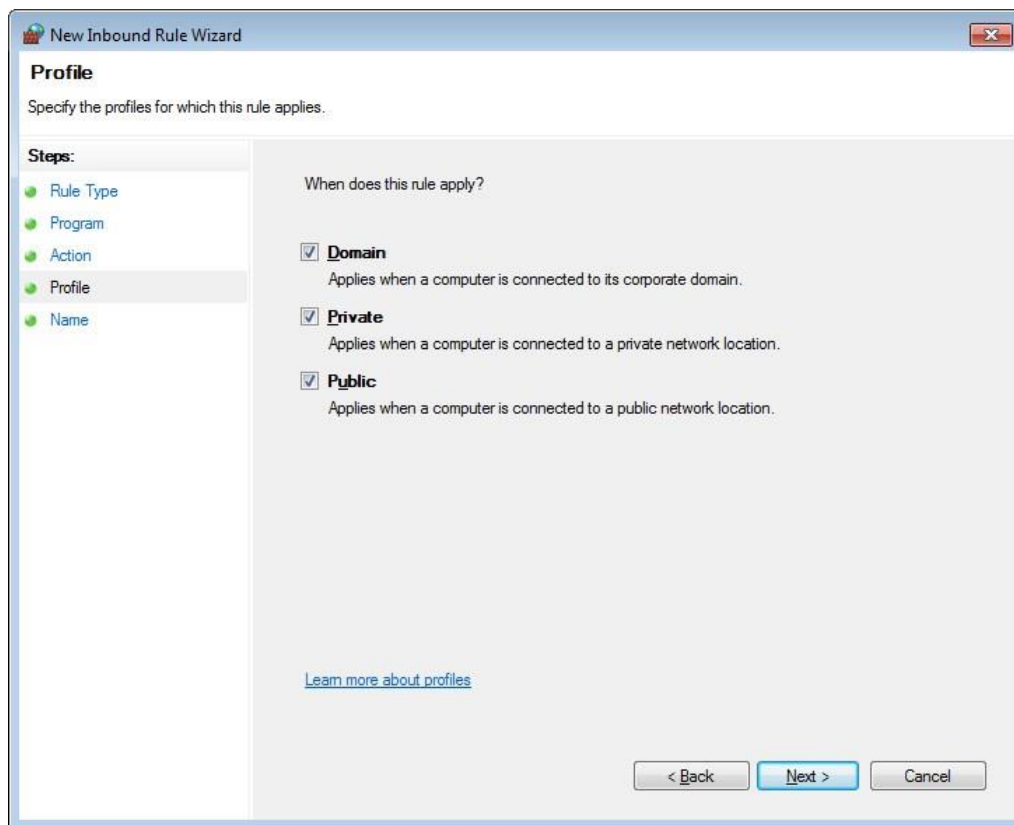 New Inbound Rule Wizard
Profile
Specify the profiles for which this rule applies.
Steps:
Rule Type
Program
Action
Profile
Name
When does this rule apply?
Domain
Applies when a computer is connected to its corporate domain.
Private
Applies when a computer is connected to a private network location.
Public
Applies when a computer is connected to a public network location.
Learn more about profiles
< Back
Next >
Cancel